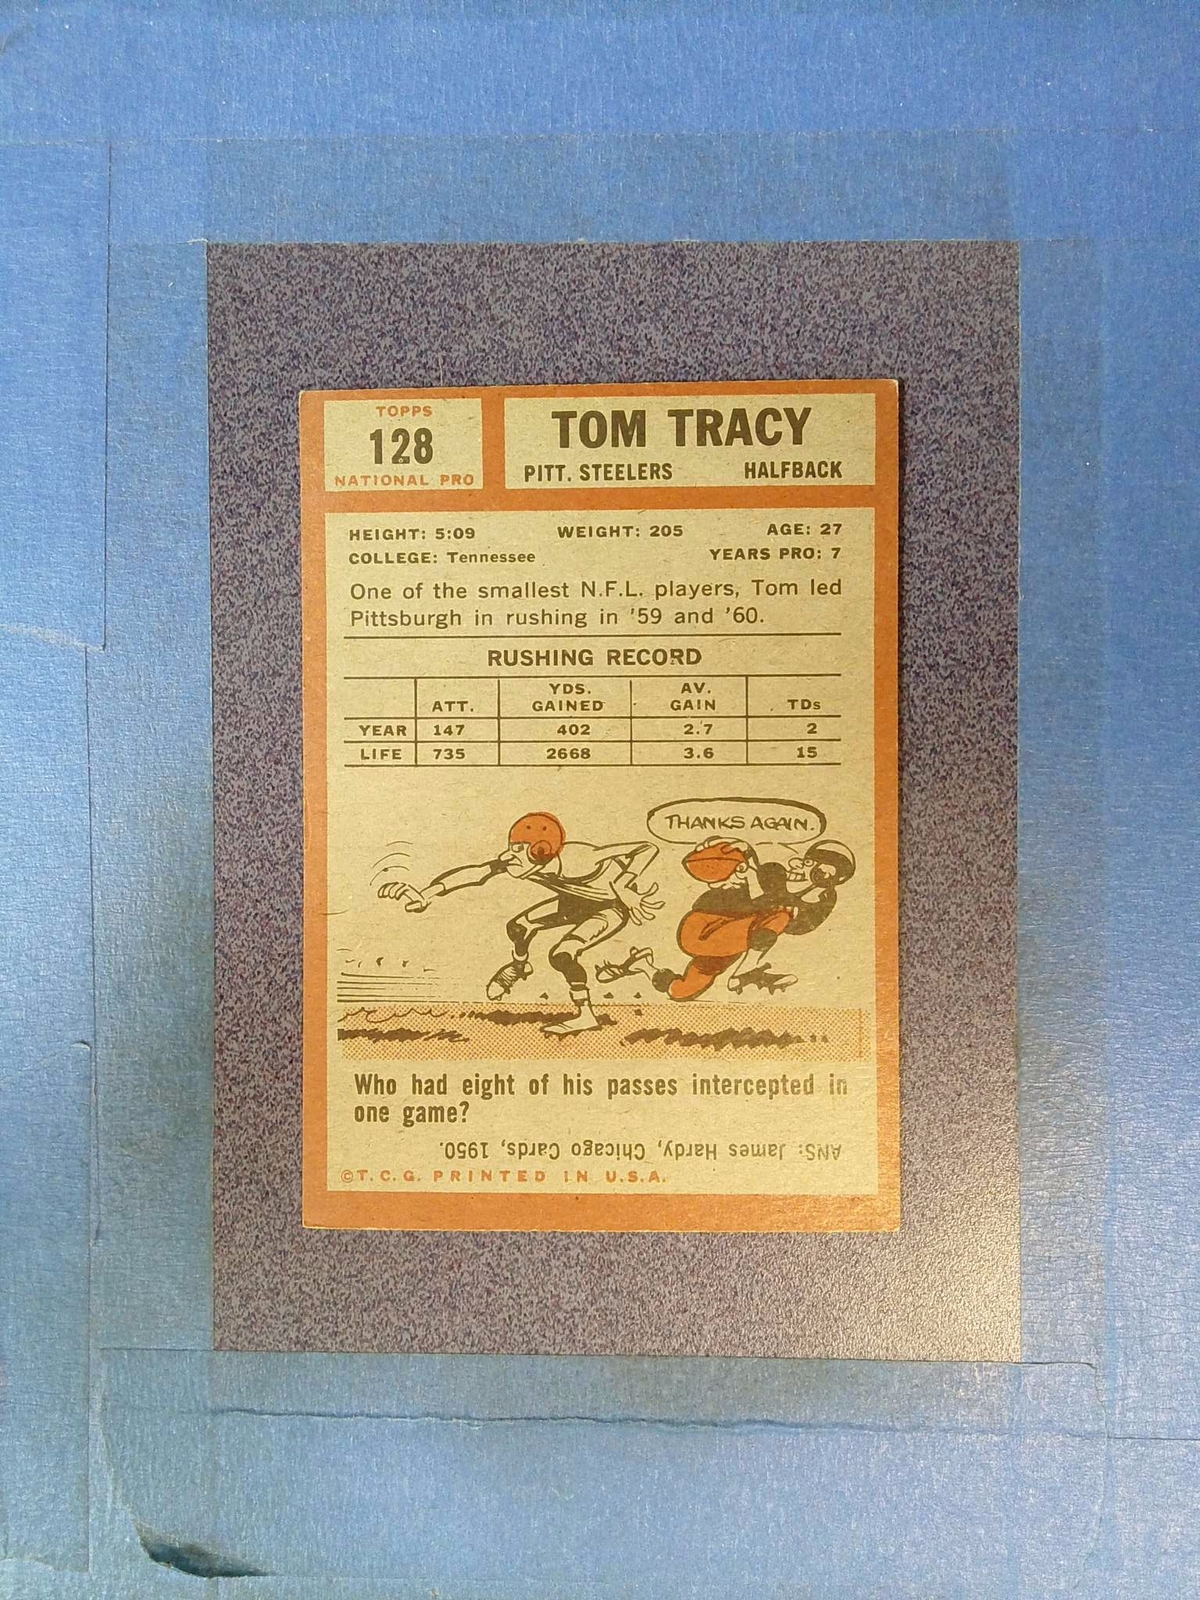 TOPPS
128
NATIONAL PRO
TOM TRACY
PITT. STEELERS HALFBACK
HEIGHT: 5:09 WEIGHT: 205 AGE: 27
COLLEGE: Tennessee YEARS PRO: 7
One of the smallest N.F.L. players, Tom led
Pittsburgh in rushing in '59 and '60.
RUSHING RECORD
ATT. YDS. GAINED AV. GAIN TDs
YEAR 147 402 2.7 2
LIFE 735 2668 3.6 15
THANKS AGAIN.
Who had eight of his passes intercepted in
one game?
ANS: James Hardy, Chicago Cards, 1950.
©T.C.G. PRINTED IN U.S.A.